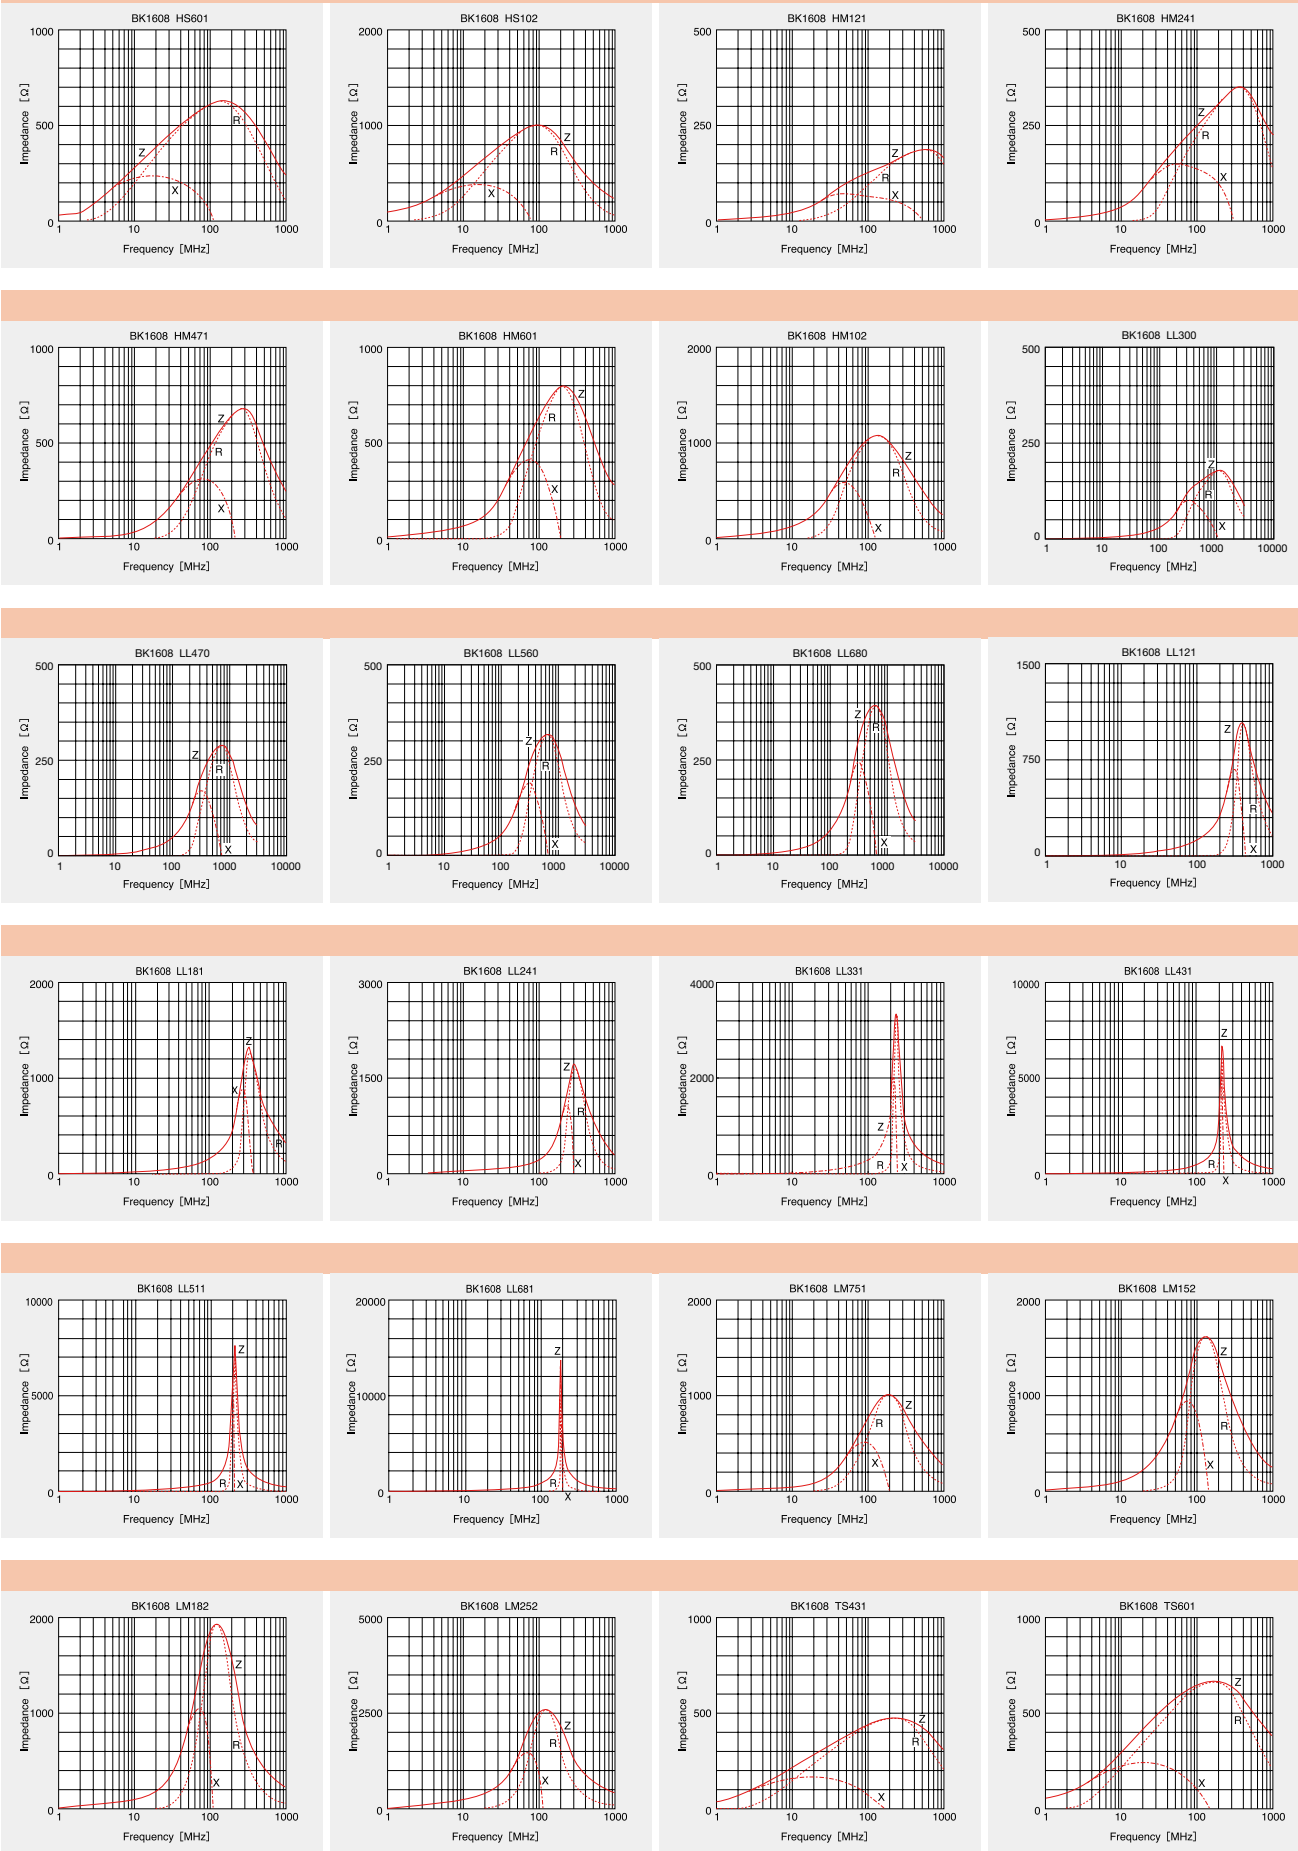 BK1608 HS601
1000
500
0
Impedance [Ω]
Z
R
X
1 10 100 1000
Frequency [MHz]
BK1608 HS102
2000
1000
0
Impedance [Ω]
Z
R
X
1 10 100 1000
Frequency [MHz]
BK1608 HM121
500
250
0
Impedance [Ω]
Z
R
X
1 10 100 1000
Frequency [MHz]
BK1608 HM241
500
250
0
Impedance [Ω]
Z
R
X
1 10 100 1000
Frequency [MHz]
BK1608 HM471
1000
500
0
Impedance [Ω]
Z
R
X
1 10 100 1000
Frequency [MHz]
BK1608 HM601
1000
500
0
Impedance [Ω]
Z
R
X
1 10 100 1000
Frequency [MHz]
BK1608 HM102
2000
1000
0
Impedance [Ω]
Z
R
X
1 10 100 1000
Frequency [MHz]
BK1608 LL300
500
250
0
Impedance [Ω]
Z
R
X
1 10 100 1000 10000
Frequency [MHz]
BK1608 LL470
500
250
0
Impedance [Ω]
Z
R
X
1 10 100 1000 10000
Frequency [MHz]
BK1608 LL560
500
250
0
Impedance [Ω]
Z
R
X
1 10 100 1000 10000
Frequency [MHz]
BK1608 LL680
500
250
0
Impedance [Ω]
Z
R
X
1 10 100 1000 10000
Frequency [MHz]
BK1608 LL121
1500
750
0
Impedance [Ω]
Z
R
X
1 10 100 1000
Frequency [MHz]
BK1608 LL181
2000
1000
0
Impedance [Ω]
Z
X
R
1 10 100 1000
Frequency [MHz]
BK1608 LL241
3000
1500
0
Impedance [Ω]
Z
R
X
1 10 100 1000
Frequency [MHz]
BK1608 LL331
4000
2000
0
Impedance [Ω]
Z
R X
1 10 100 1000
Frequency [MHz]
BK1608 LL431
10000
5000
0
Impedance [Ω]
Z
R
X
1 10 100 1000
Frequency [MHz]
BK1608 LL511
10000
5000
0
Impedance [Ω]
Z
R X
1 10 100 1000
Frequency [MHz]
BK1608 LL681
20000
10000
0
Impedance [Ω]
Z
R
X
1 10 100 1000
Frequency [MHz]
BK1608 LM751
2000
1000
0
Impedance [Ω]
Z
R
X
1 10 100 1000
Frequency [MHz]
BK1608 LM152
2000
1000
0
Impedance [Ω]
Z
R
X
1 10 100 1000
Frequency [MHz]
BK1608 LM182
2000
1000
0
Impedance [Ω]
Z
R
X
1 10 100 1000
Frequency [MHz]
BK1608 LM252
5000
2500
0
Impedance [Ω]
Z
R
X
1 10 100 1000
Frequency [MHz]
BK1608 TS431
1000
500
0
Impedance [Ω]
Z
R
X
1 10 100 1000
Frequency [MHz]
BK1608 TS601
1000
500
0
Impedance [Ω]
Z
R
X
1 10 100 1000
Frequency [MHz]